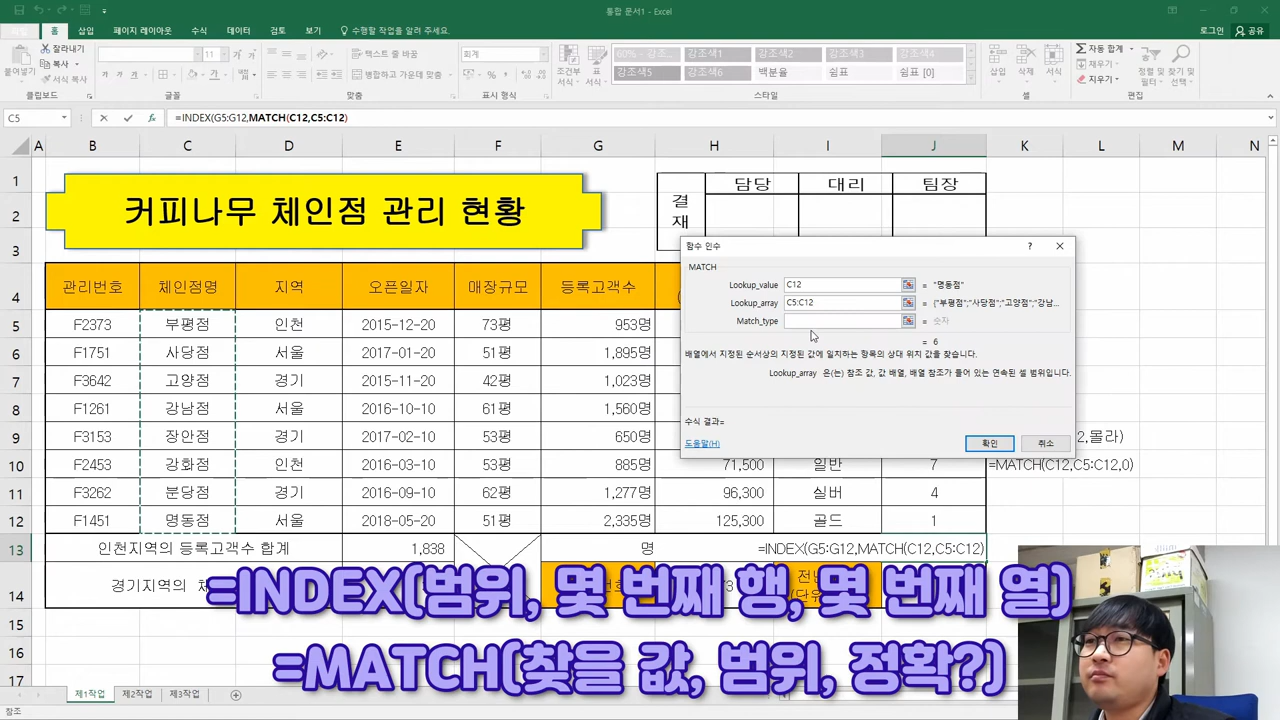 통합 문서1 - Excel
파일 홈 삽입 페이지 레이아웃 수식 데이터 검토 보기 수행할 작업을 알려 주세요. 로그인 공유
붙여넣기 잘라내기 복사 서식 복사
11 가 가
텍스트 줄 바꿈 병합하고 가운데 맞춤
회계
조건부 서식 표 서식
60% - 강조... 강조색1 강조색2 강조색3 강조색4
강조색5 강조색6 백분율 쉼표 쉼표 [0]
삽입 삭제 서식
자동 합계 채우기 지우기
정렬 및 필터 찾기 및 선택
클립보드 글꼴 맞춤 표시 형식 스타일 셀 편집
C5 fx =INDEX(G5:G12,MATCH(C12,C5:C12)
A B C D E F G H I J K L M N
1 2 3 4 5 6 7 8 9 10 11 12 13 14 15 16 17
커피나무 체인점 관리 현황
결재 담당 대리 팀장
관리번호 체인점명 지역 오픈일자 매장규모 등록고객수
F2373 부평점 인천 2015-12-20 73평 953명
F1751 사당점 서울 2017-01-20 51평 1,895명
F3642 고양점 경기 2015-11-20 42평 1,023명
F1261 강남점 서울 2016-10-10 61평 1,560명
F3153 장안점 경기 2017-02-10 53평 650명 2,몰라)
F2453 강화점 인천 2016-03-10 53평 885명 71,500 일반 7 =MATCH(C12,C5:C12,0)
F3262 분당점 경기 2016-09-10 62평 1,277명 96,300 실버 4
F1451 명동점 서울 2018-05-20 51평 2,335명 125,300 골드 1
인천지역의 등록고객수 합계 1,838 명 =INDEX(G5:G12,MATCH(C12,C5:C12)
경기지역의 체
함수 인수 ?
MATCH
Lookup_value C12 = "명동점"
Lookup_array C5:C12 = {"부평점";"사당점";"고양점";"강남...
Match_type = 숫자
= 6
배열에서 지정된 순서상의 지정된 값에 일치하는 항목의 상대 위치 값을 찾습니다.
Lookup_array 은(는) 참조 값, 값 배열, 배열 참조가 들어 있는 연속된 셀 범위입니다.
수식 결과=
도움말(H) 확인 취소
=INDEX(범위, 몇 번째 행, 몇 번째 열)
=MATCH(찾을 값, 범위, 정확?)
제1작업 제2작업 제3작업
참조